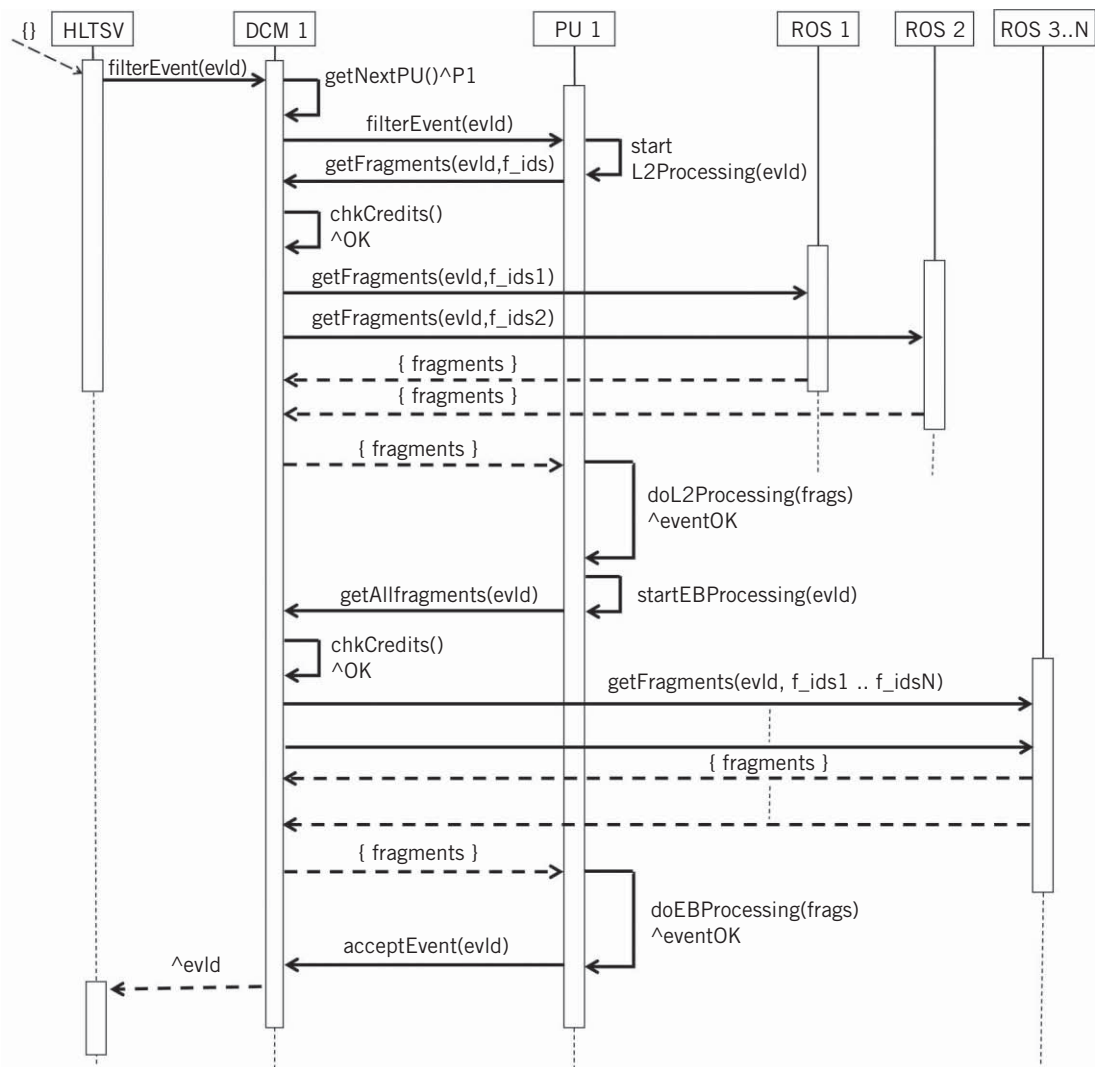 {}
HLTSV
DCM 1
PU 1
ROS 1
ROS 2
ROS 3..N
filterEvent(evId)
getNextPU()^P1
filterEvent(evId)
start
L2Processing(evId)
getFragments(evId,f_ids)
chkCredits()
^OK
getFragments(evId,f_ids1)
getFragments(evId,f_ids2)
{ fragments }
{ fragments }
{ fragments }
doL2Processing(frags)
^eventOK
getAllfragments(evId)
startEBProcessing(evId)
chkCredits()
^OK
getFragments(evId, f_ids1 .. f_idsN)
{ fragments }
{ fragments }
doEBProcessing(frags)
^eventOK
acceptEvent(evId)
^evId